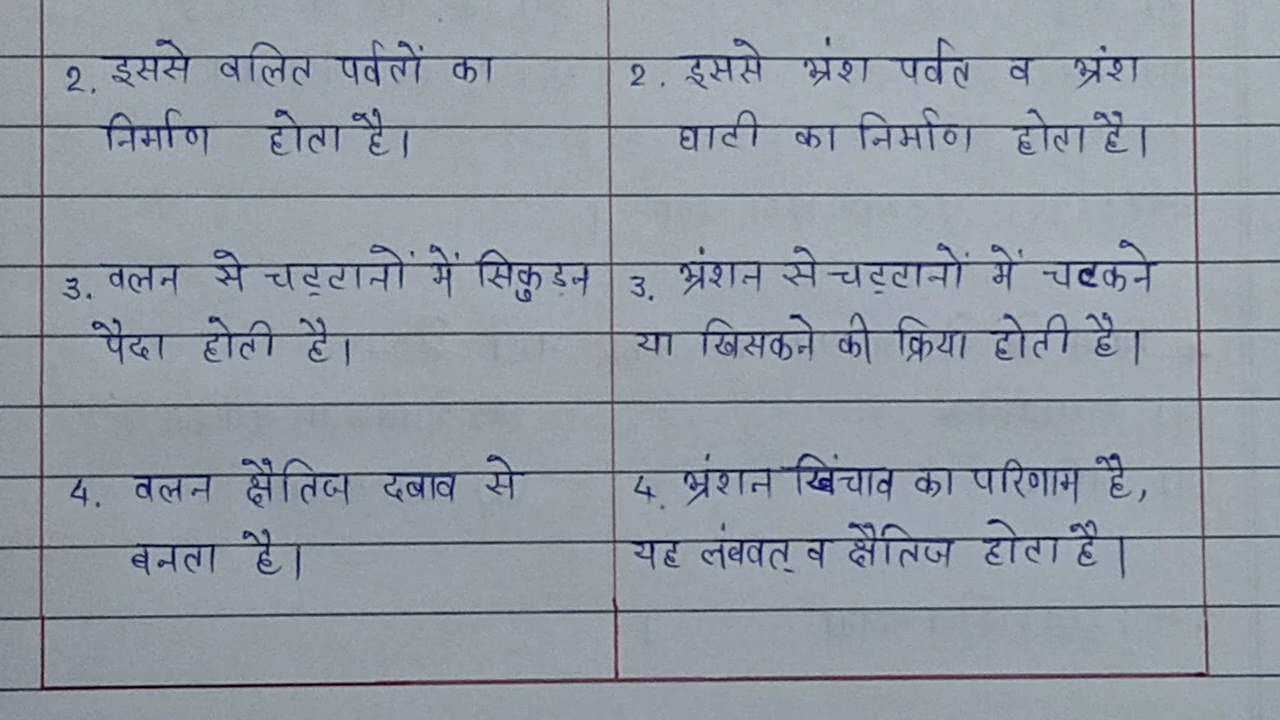 2. इससे वलित पर्वतों का
निर्माण होता है।
3. वलन से चट्टानों में सिकुड़न
पैदा होती है।
4. वलन क्षैतिज दबाव से
बनता है।
2. इससे भ्रंश पर्वत व भ्रंश
घाटी का निर्माण होता है।
3. भ्रंशन से चट्टानों में चटकने
या खिसकने की क्रिया होती है।
4. भ्रंशन खिंचाव का परिणाम है,
यह लंबवत् व क्षैतिज होता है।